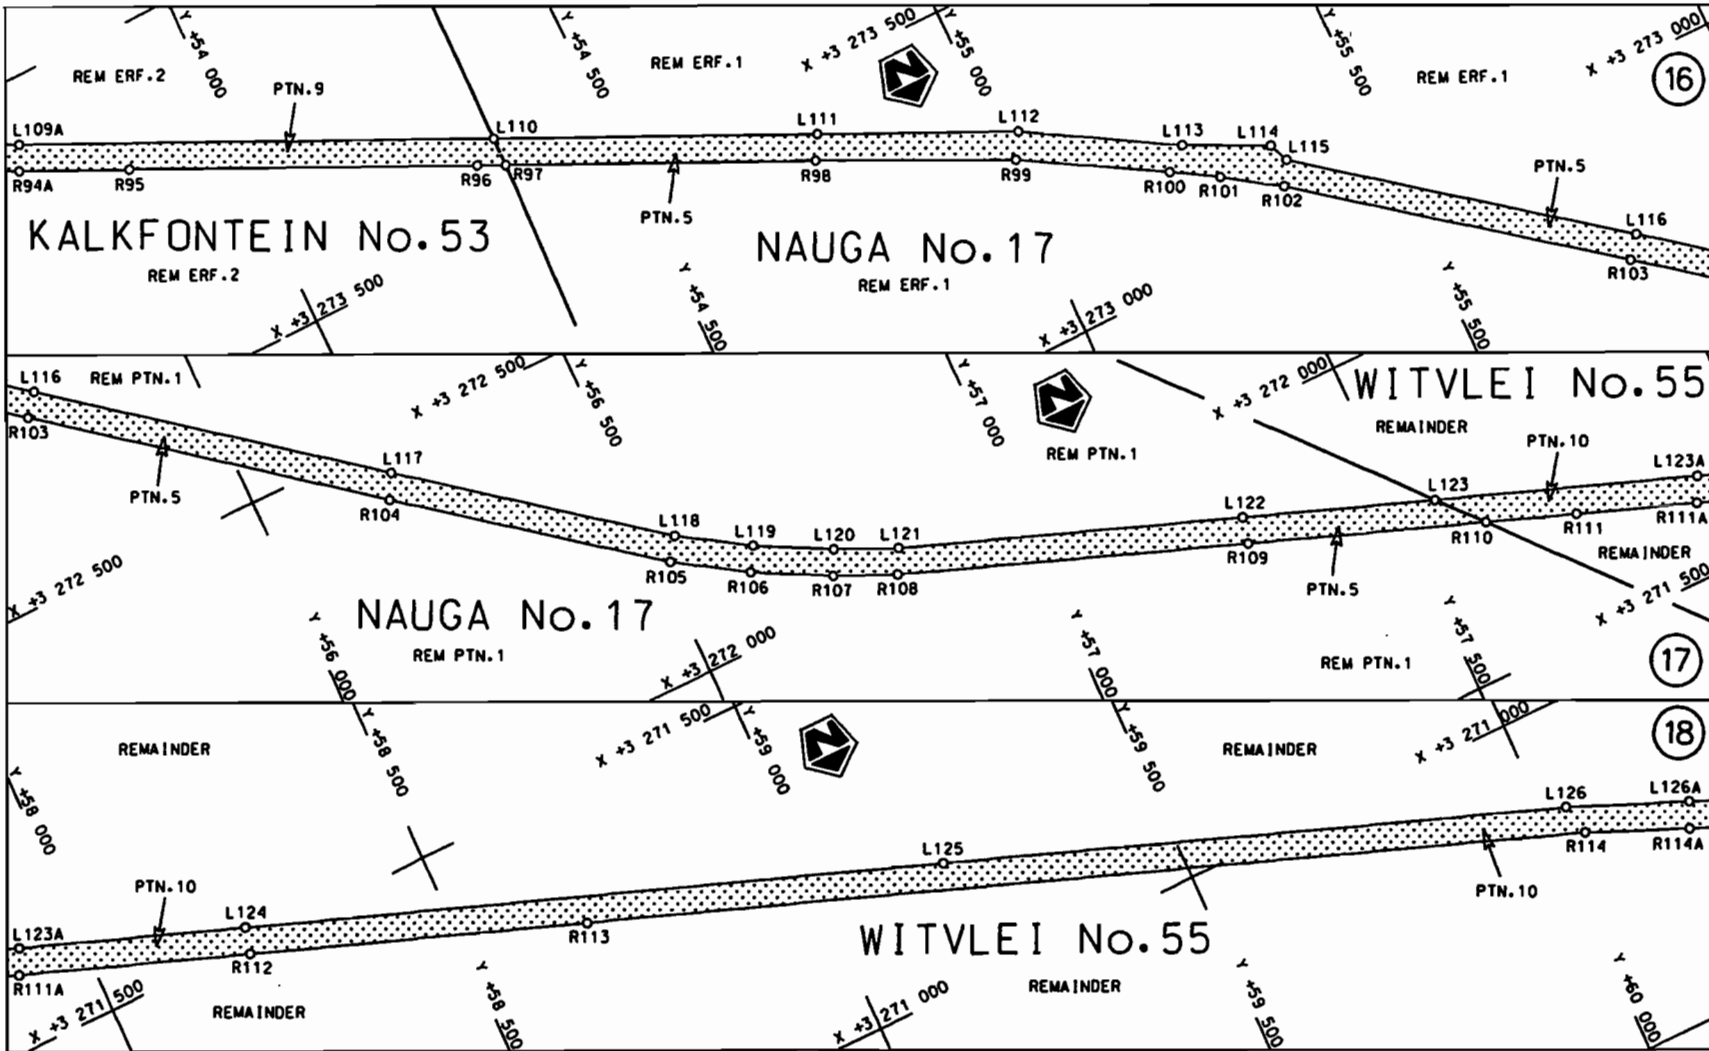 Y +54 000
Y +54 500
X +3 273 500
Y +55 000
Y +55 500
X +3 273 000
16
REM ERF.2
PTN.9
REM ERF.1
N
REM ERF.1
L109A
L110
L111
L112
L113
L114
L115
PTN.5
R94A
R95
R96
R97
R98
R99
R100
R101
R102
PTN.5
L116
R103
KALKFONTEIN No.53
NAUGA No.17
REM ERF.2
REM ERF.1
X +3 273 500
Y +54 500
X +3 273 000
Y +55 500
L116
REM PTN.1
X +3 272 500
Y +56 500
Y +57 000
N
X +3 272 000
WITVLEI No.55
REMAINDER
R103
PTN.5
L117
R104
REM PTN.1
PTN.10
L123A
L123
L122
L118
L119
L120
L121
R105
R106
R107
R108
R109
R110
R111
R111A
PTN.5
REMAINDER
X +3 272 500
NAUGA No.17
REM PTN.1
Y +56 000
X +3 272 000
Y +57 000
REM PTN.1
Y +57 500
X +3 271 500
17
REMAINDER
Y +58 000
Y +58 500
X +3 271 500
Y +59 000
N
Y +59 500
REMAINDER
X +3 271 000
18
L126
L126A
R114
R114A
PTN.10
L125
PTN.10
L124
L123A
R113
R112
R111A
WITVLEI No.55
REMAINDER
REMAINDER
X +3 271 500
Y +58 500
X +3 271 000
Y +59 500
Y +60 000